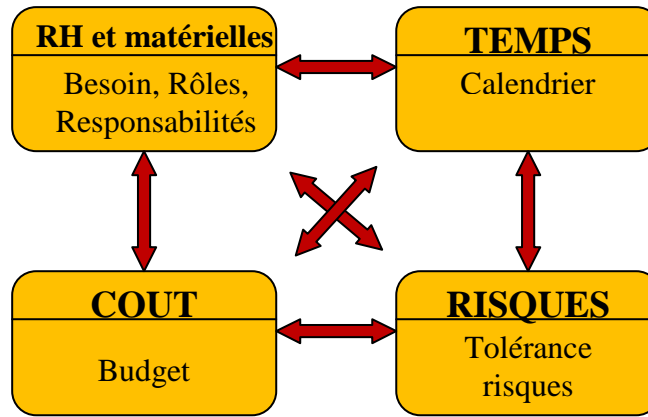 RH et matérielles
Besoin, Rôles,
Responsabilités
TEMPS
Calendrier
COUT
Budget
RISQUES
Tolérance
risques